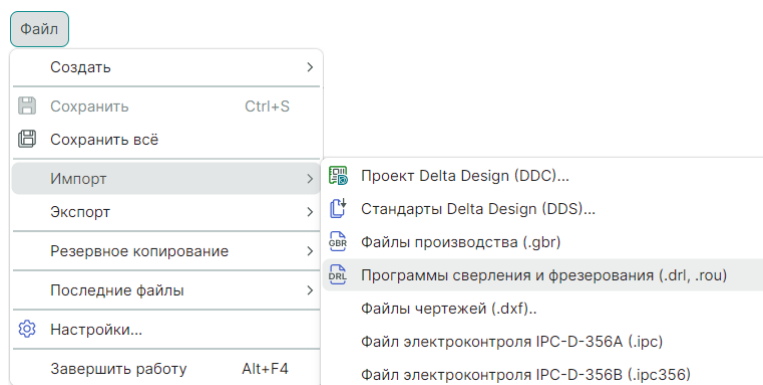 Файл
Создать
Сохранить Ctrl+S
Сохранить всё
Импорт
Экспорт
Резервное копирование
Последние файлы
Настройки...
Завершить работу Alt+F4
Проект Delta Design (DDC)...
Стандарты Delta Design (DDS)...
GBR Файлы производства (.gbr)
DRL Программы сверления и фрезерования (.drl, .rou)
Файлы чертежей (.dxf)..
Файл электроконтроля IPC-D-356A (.ipc)
Файл электроконтроля IPC-D-356B (.ipc356)